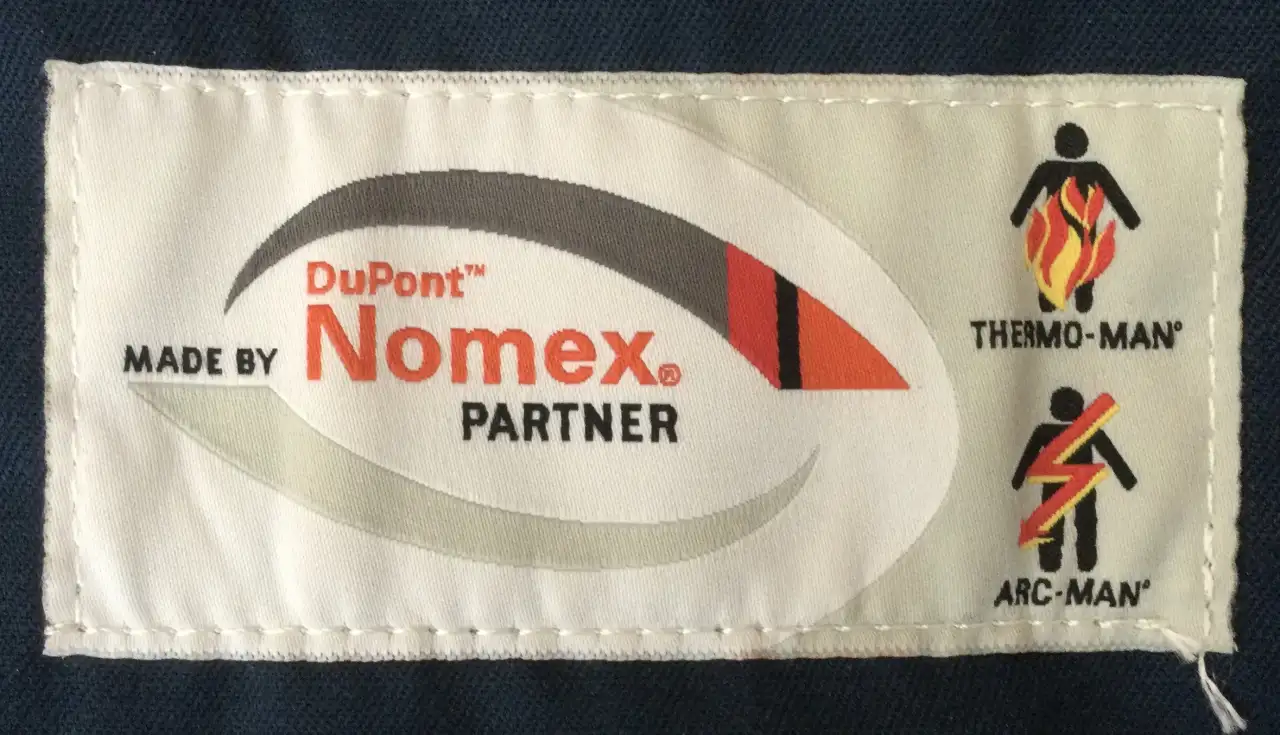 DuPont™
MADE BY Nomex®
PARTNER
THERMO-MAN®
ARC-MAN®